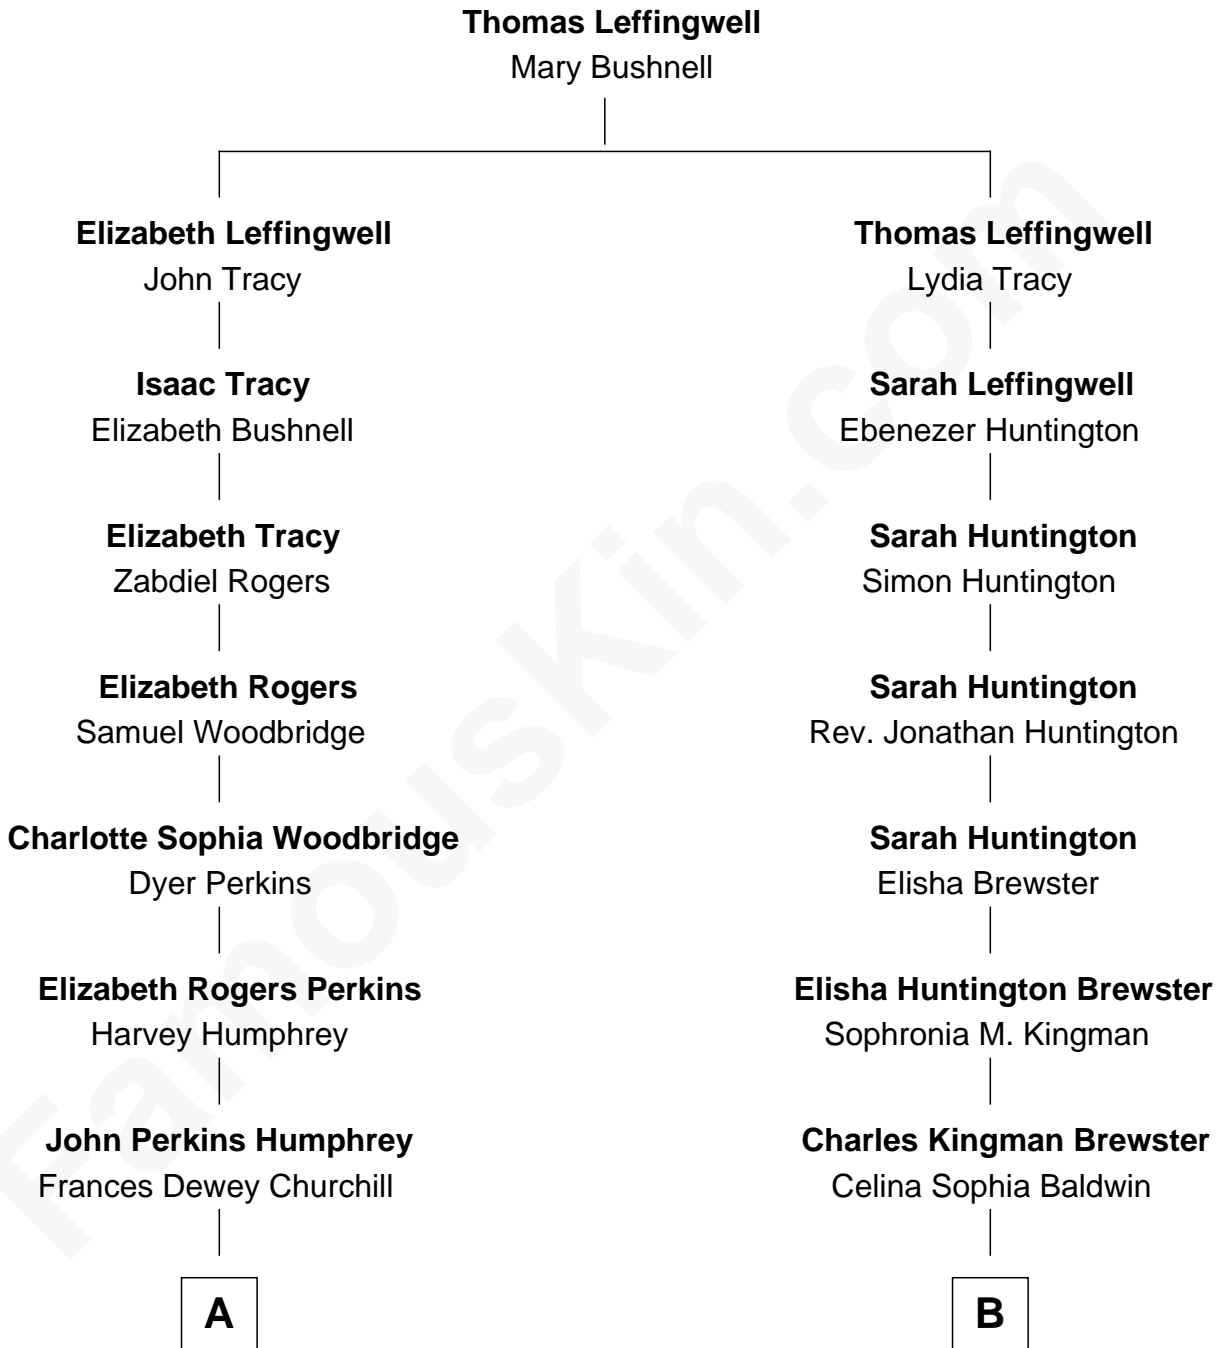 Thomas Leffingwell
Mary Bushnell
Elizabeth Leffingwell
John Tracy
Thomas Leffingwell
Lydia Tracy
Isaac Tracy
Elizabeth Bushnell
Sarah Leffingwell
Ebenezer Huntington
Elizabeth Tracy
Zabdiel Rogers
Sarah Huntington
Simon Huntington
Elizabeth Rogers
Samuel Woodbridge
Sarah Huntington
Rev. Jonathan Huntington
Charlotte Sophia Woodbridge
Dyer Perkins
Sarah Huntington
Elisha Brewster
Elizabeth Rogers Perkins
Harvey Humphrey
Elisha Huntington Brewster
Sophronia M. Kingman
John Perkins Humphrey
Frances Dewey Churchill
Charles Kingman Brewster
Celina Sophia Baldwin
A
B
FamousKin.com